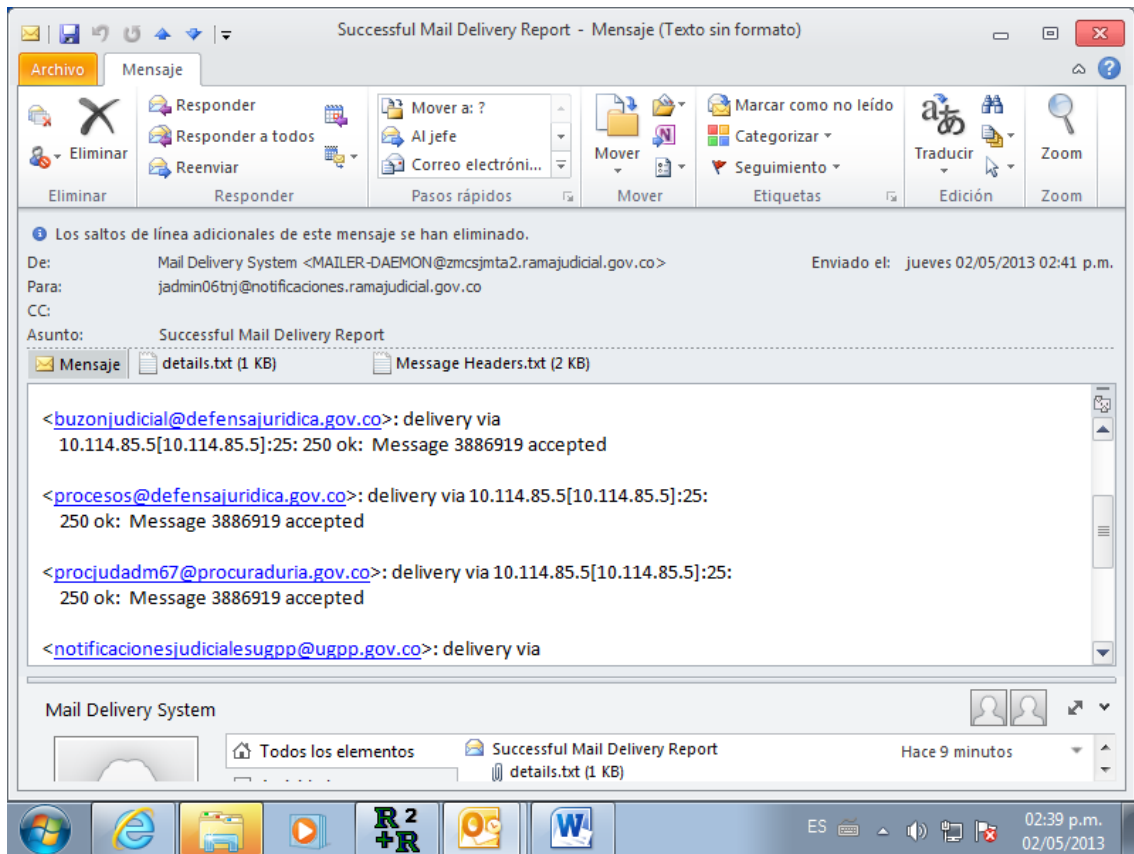 Successful Mail Delivery Report - Mensaje (Texto sin formato)
Archivo Mensaje
Eliminar
Responder
Responder a todos
Reenviar
Mover a: ?
Al jefe
Correo electróni...
Mover
Marcar como no leído
Categorizar
Seguimiento
Traducir
Zoom
Eliminar Responder Pasos rápidos Mover Etiquetas Edición Zoom
Los saltos de línea adicionales de este mensaje se han eliminado.
De: Mail Delivery System <MAILER-DAEMON@zmcsjmta2.ramajudicial.gov.co> Enviado el: jueves 02/05/2013 02:41 p.m.
Para: jadmin06tnj@notificaciones.ramajudicial.gov.co
CC:
Asunto: Successful Mail Delivery Report
Mensaje details.txt (1 KB) Message Headers.txt (2 KB)
<buzonjudicial@defensajuridica.gov.co>: delivery via
10.114.85.5[10.114.85.5]:25: 250 ok: Message 3886919 accepted
<procesos@defensajuridica.gov.co>: delivery via 10.114.85.5[10.114.85.5]:25:
250 ok: Message 3886919 accepted
<procjudadm67@procuraduria.gov.co>: delivery via 10.114.85.5[10.114.85.5]:25:
250 ok: Message 3886919 accepted
<notificacionesjudicialesugpp@ugpp.gov.co>: delivery via
Mail Delivery System
Todos los elementos Successful Mail Delivery Report Hace 9 minutos
details.txt (1 KB)
R 2
+R
ES 02:39 p.m.
02/05/2013